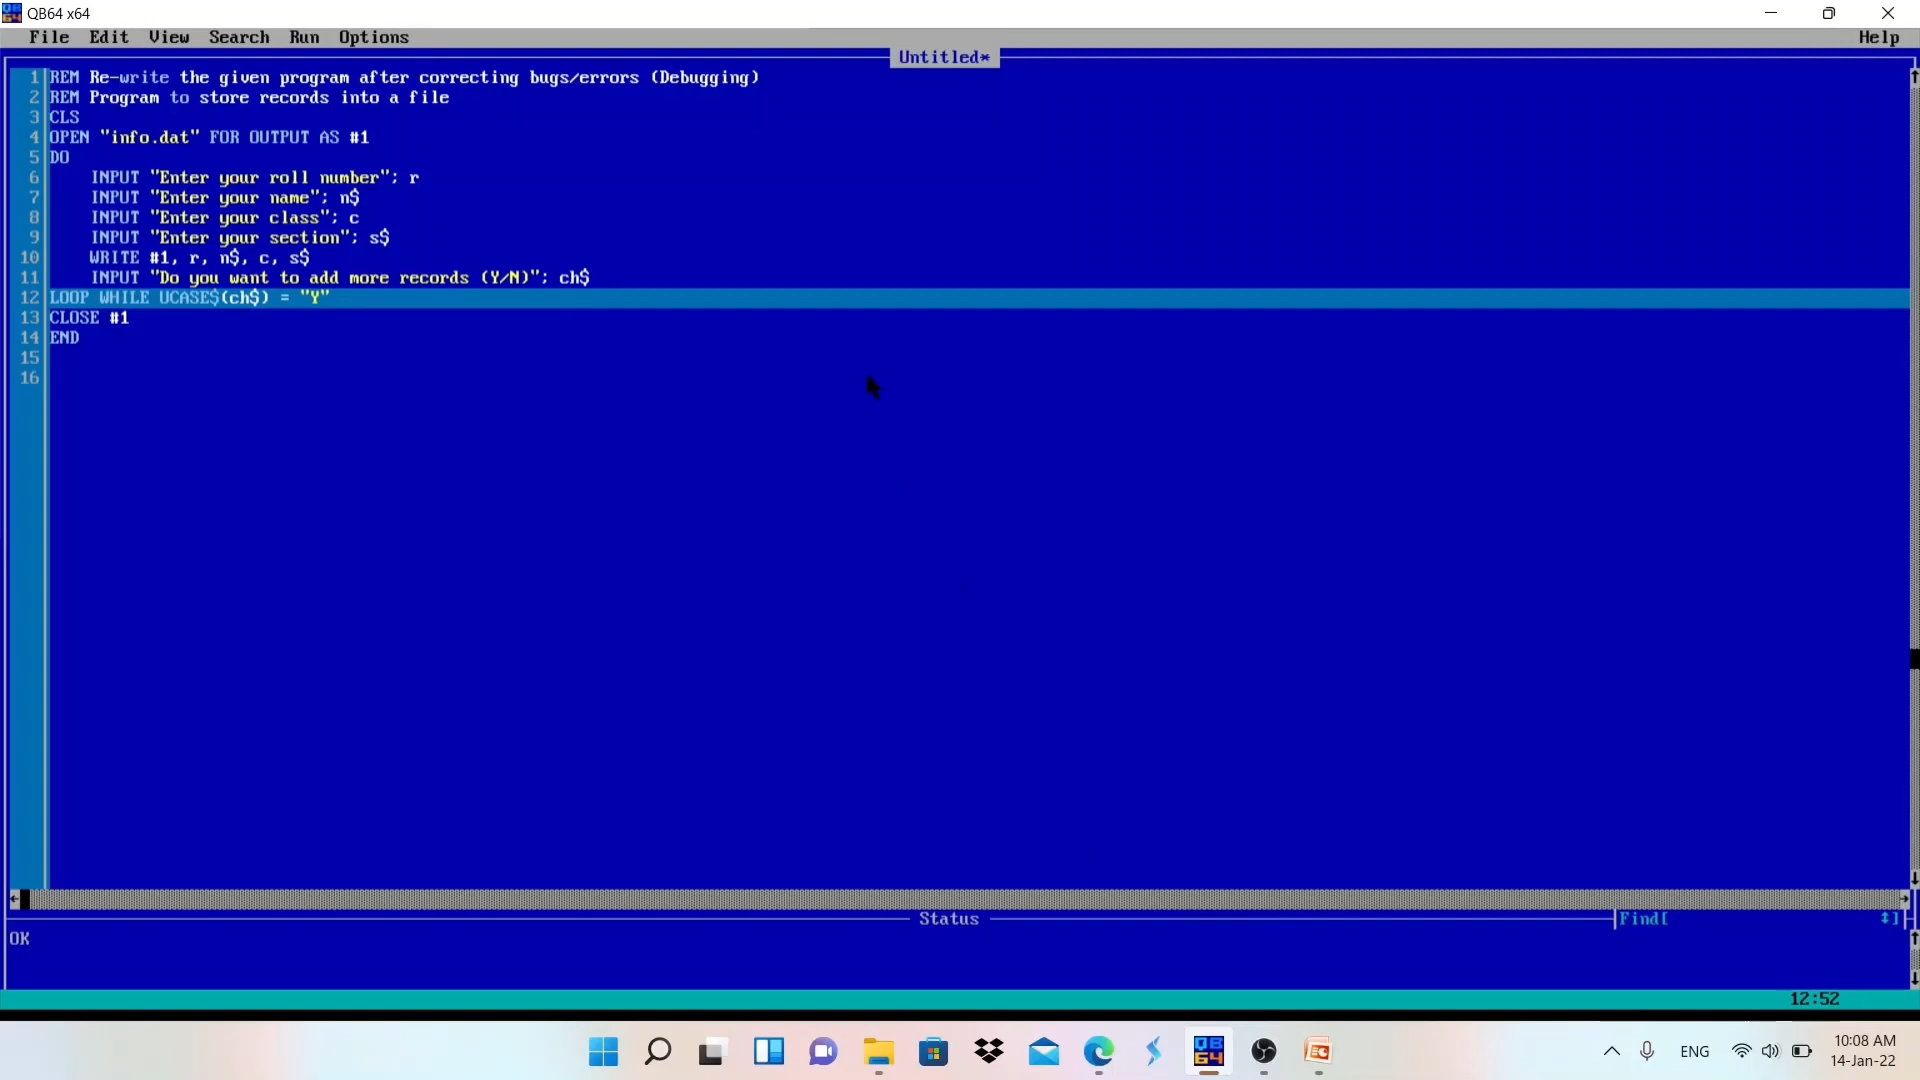 QB64 x64
File Edit View Search Run Options Help
Untitled*
1 REM Re-write the given program after correcting bugs/errors (Debugging)
2 REM Program to store records into a file
3 CLS
4 OPEN "info.dat" FOR OUTPUT AS #1
5 DO
6 INPUT "Enter your roll number"; r
7 INPUT "Enter your name"; n$
8 INPUT "Enter your class"; c
9 INPUT "Enter your section"; s$
10 WRITE #1, r, n$, c, s$
11 INPUT "Do you want to add more records (Y/N)"; ch$
12 LOOP WHILE UCASE$(ch$) = "Y"
13 CLOSE #1
14 END
15
16
Status
Find[ ]
OK
12:52
QB64
ENG
10:08 AM
14-Jan-22